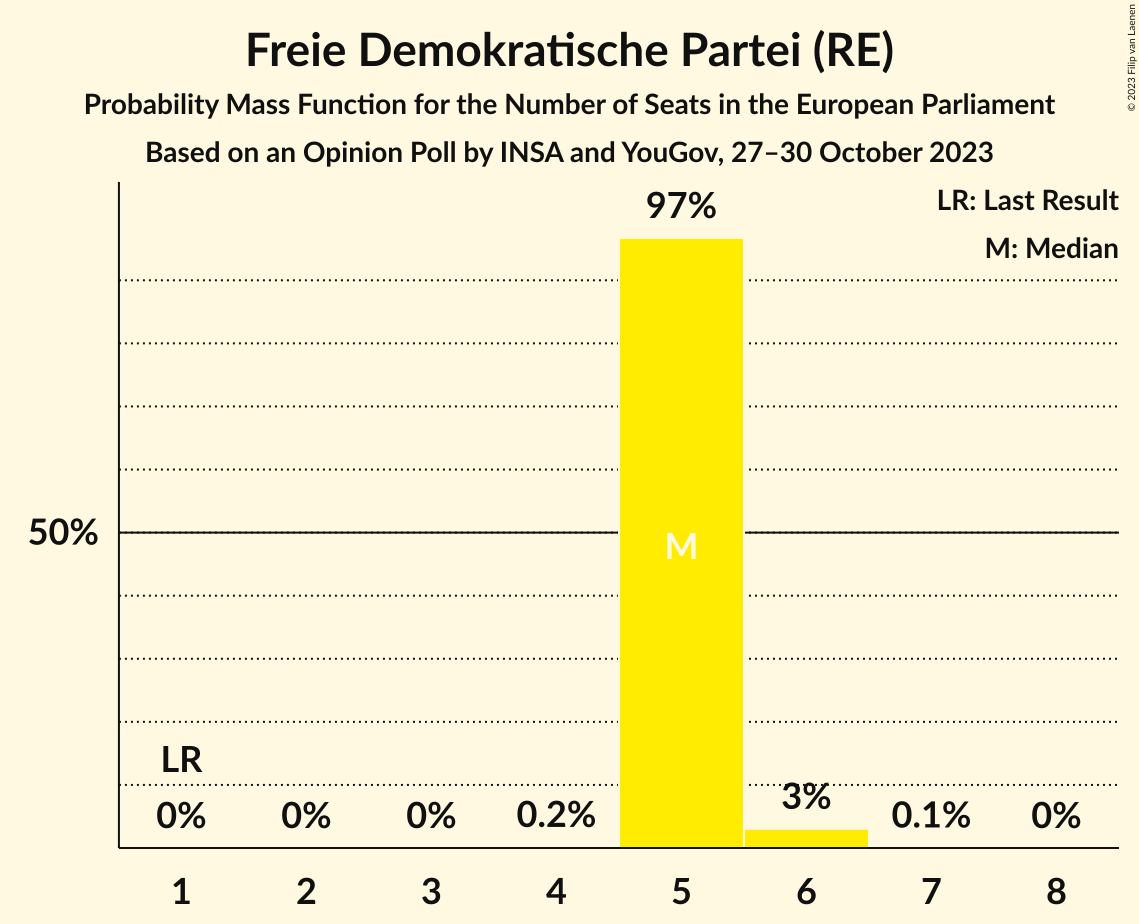 Freie Demokratische Partei (RE)
Probability Mass Function for the Number of Seats in the European Parliament
Based on an Opinion Poll by INSA and YouGov, 27–30 October 2023
© 2023 Filip van Laenen
LR: Last Result
M: Median
97%
50%
M
LR
0%
0%
0%
0.2%
3%
0.1%
0%
1
2
3
4
5
6
7
8